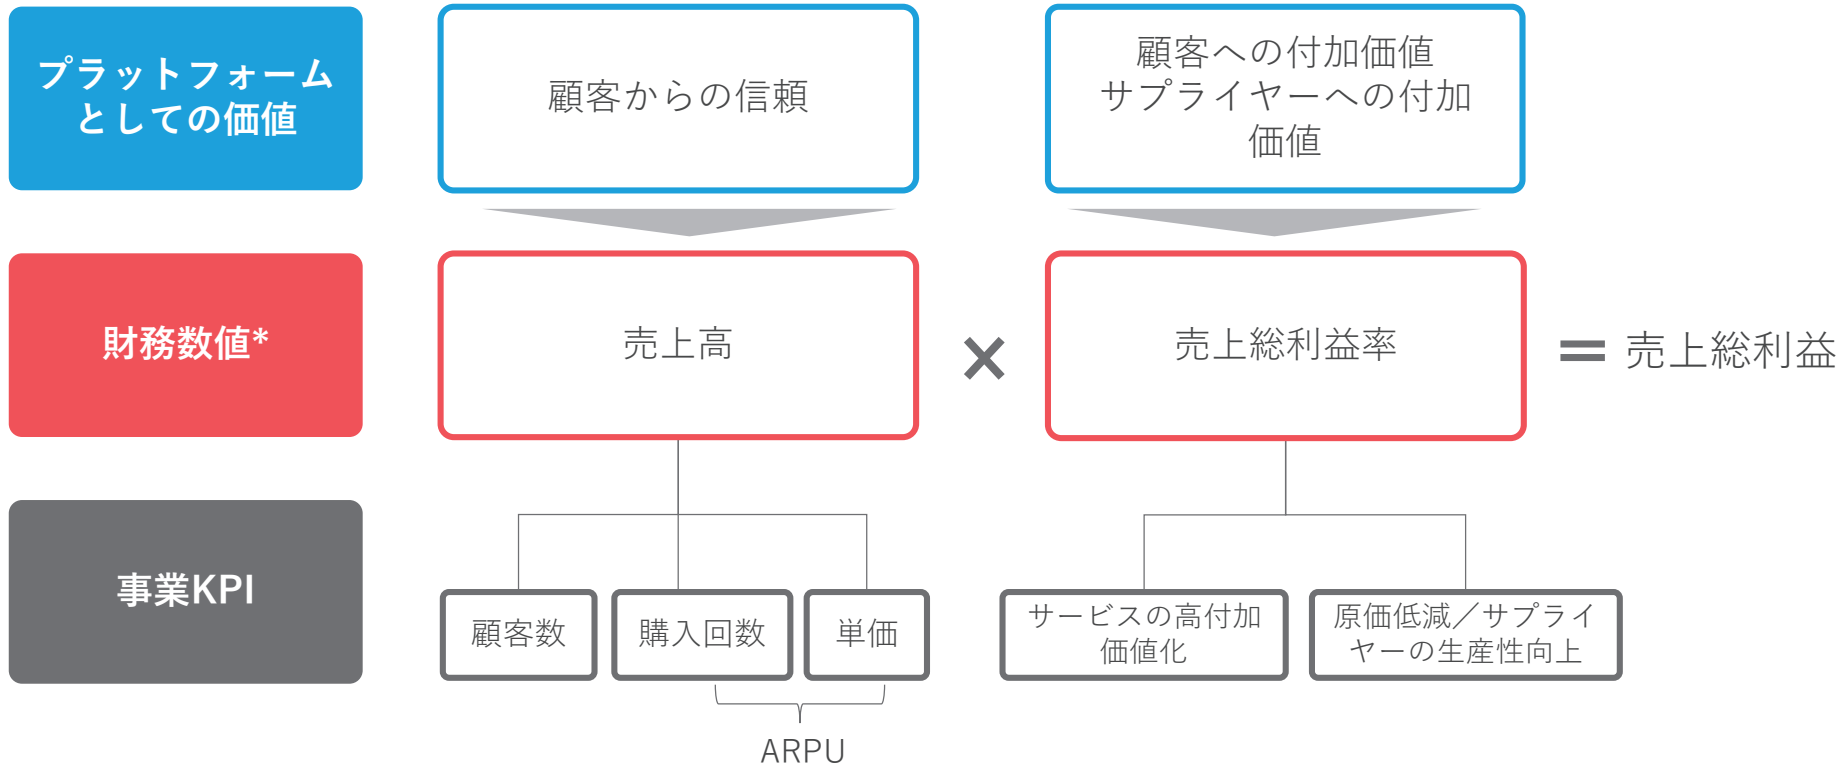 プラットフォーム
としての価値
顧客からの信頼
顧客への付加価値
サプライヤーへの付加
価値
財務数値*
売上高
×
売上総利益率
= 売上総利益
事業KPI
顧客数
購入回数
単価
サービスの高付加
価値化
原価低減／サプライ
ヤーの生産性向上
ARPU